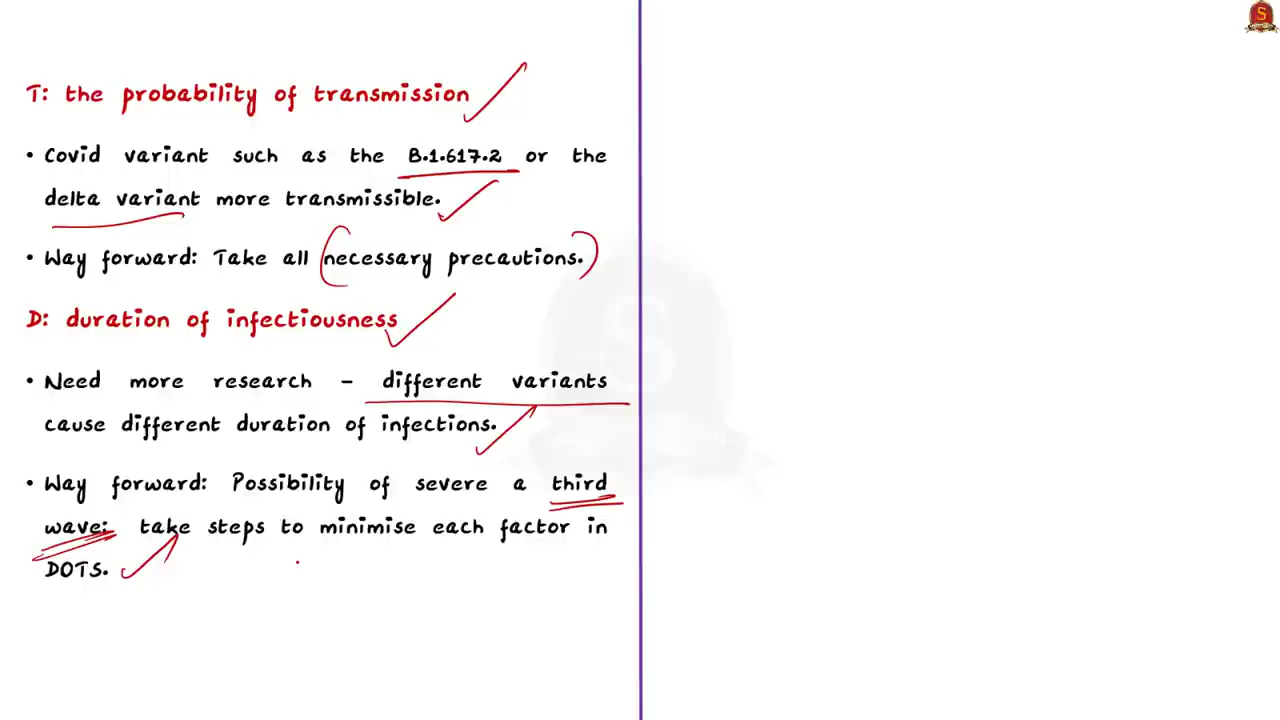 T: the probability of transmission
• Covid variant such as the B.1.617.2 or the
delta variant more transmissible.
• Way forward: Take all necessary precautions.
D: duration of infectiousness
• Need more research – different variants
cause different duration of infections.
• Way forward: Possibility of severe a third
wave; take steps to minimise each factor in
DOTS.
S
S